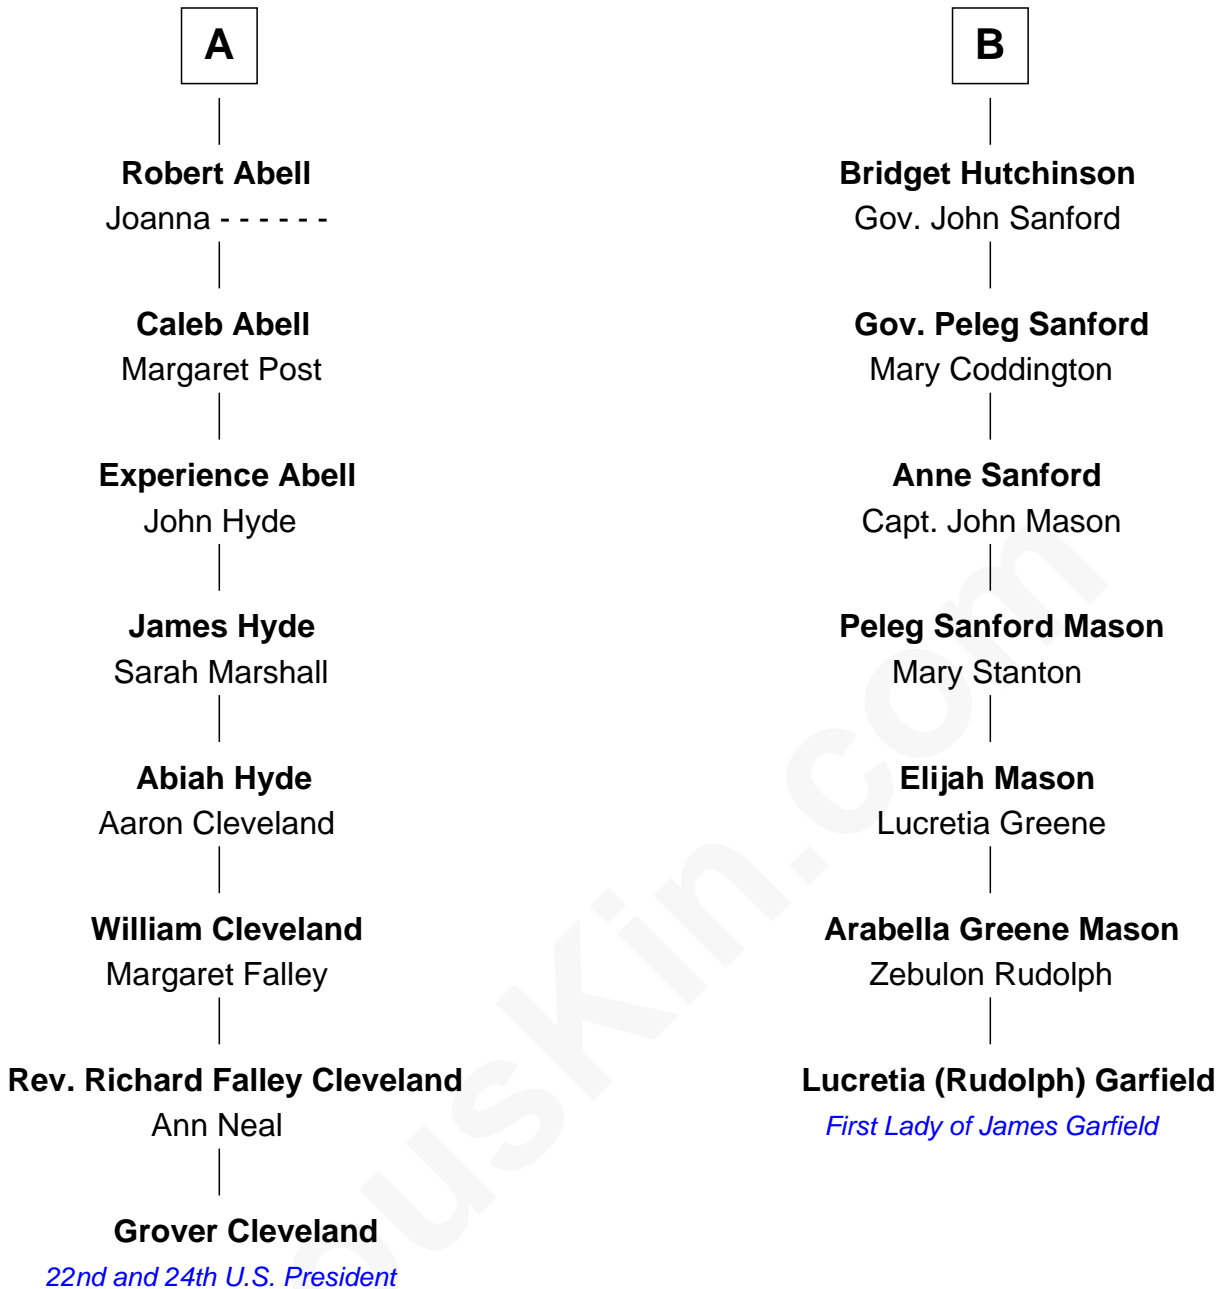 A
Robert Abell
Joanna - - - - - -
Caleb Abell
Margaret Post
Experience Abell
John Hyde
James Hyde
Sarah Marshall
Abiah Hyde
Aaron Cleveland
William Cleveland
Margaret Falley
Rev. Richard Falley Cleveland
Ann Neal
Grover Cleveland
22nd and 24th U.S. President
B
Bridget Hutchinson
Gov. John Sanford
Gov. Peleg Sanford
Mary Coddington
Anne Sanford
Capt. John Mason
Peleg Sanford Mason
Mary Stanton
Elijah Mason
Lucretia Greene
Arabella Greene Mason
Zebulon Rudolph
Lucretia (Rudolph) Garfield
First Lady of James Garfield
ousKin.com